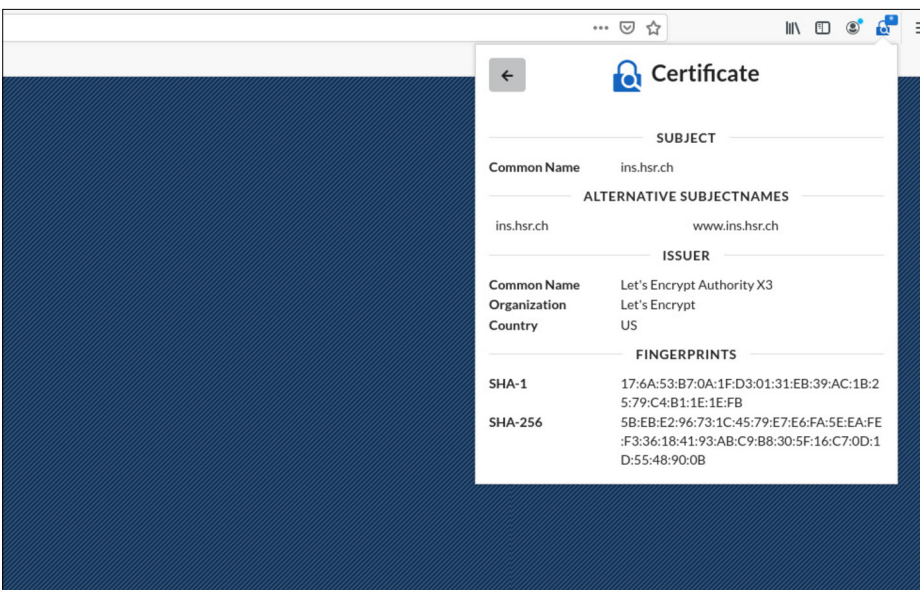 Certificate
SUBJECT
Common Name ins.hsr.ch
ALTERNATIVE SUBJECTNAMES
ins.hsr.ch www.ins.hsr.ch
ISSUER
Common Name Let's Encrypt Authority X3
Organization Let's Encrypt
Country US
FINGERPRINTS
SHA-1 17:6A:53:B7:0A:1F:D3:01:31:EB:39:AC:1B:2
5:79:C4:B1:1E:1E:FB
SHA-256 5B:EB:E2:96:73:1C:45:79:E7:E6:FA:5E:EA:FE
:F3:36:18:41:93:AB:C9:B8:30:5F:16:C7:0D:1
D:55:48:90:0B